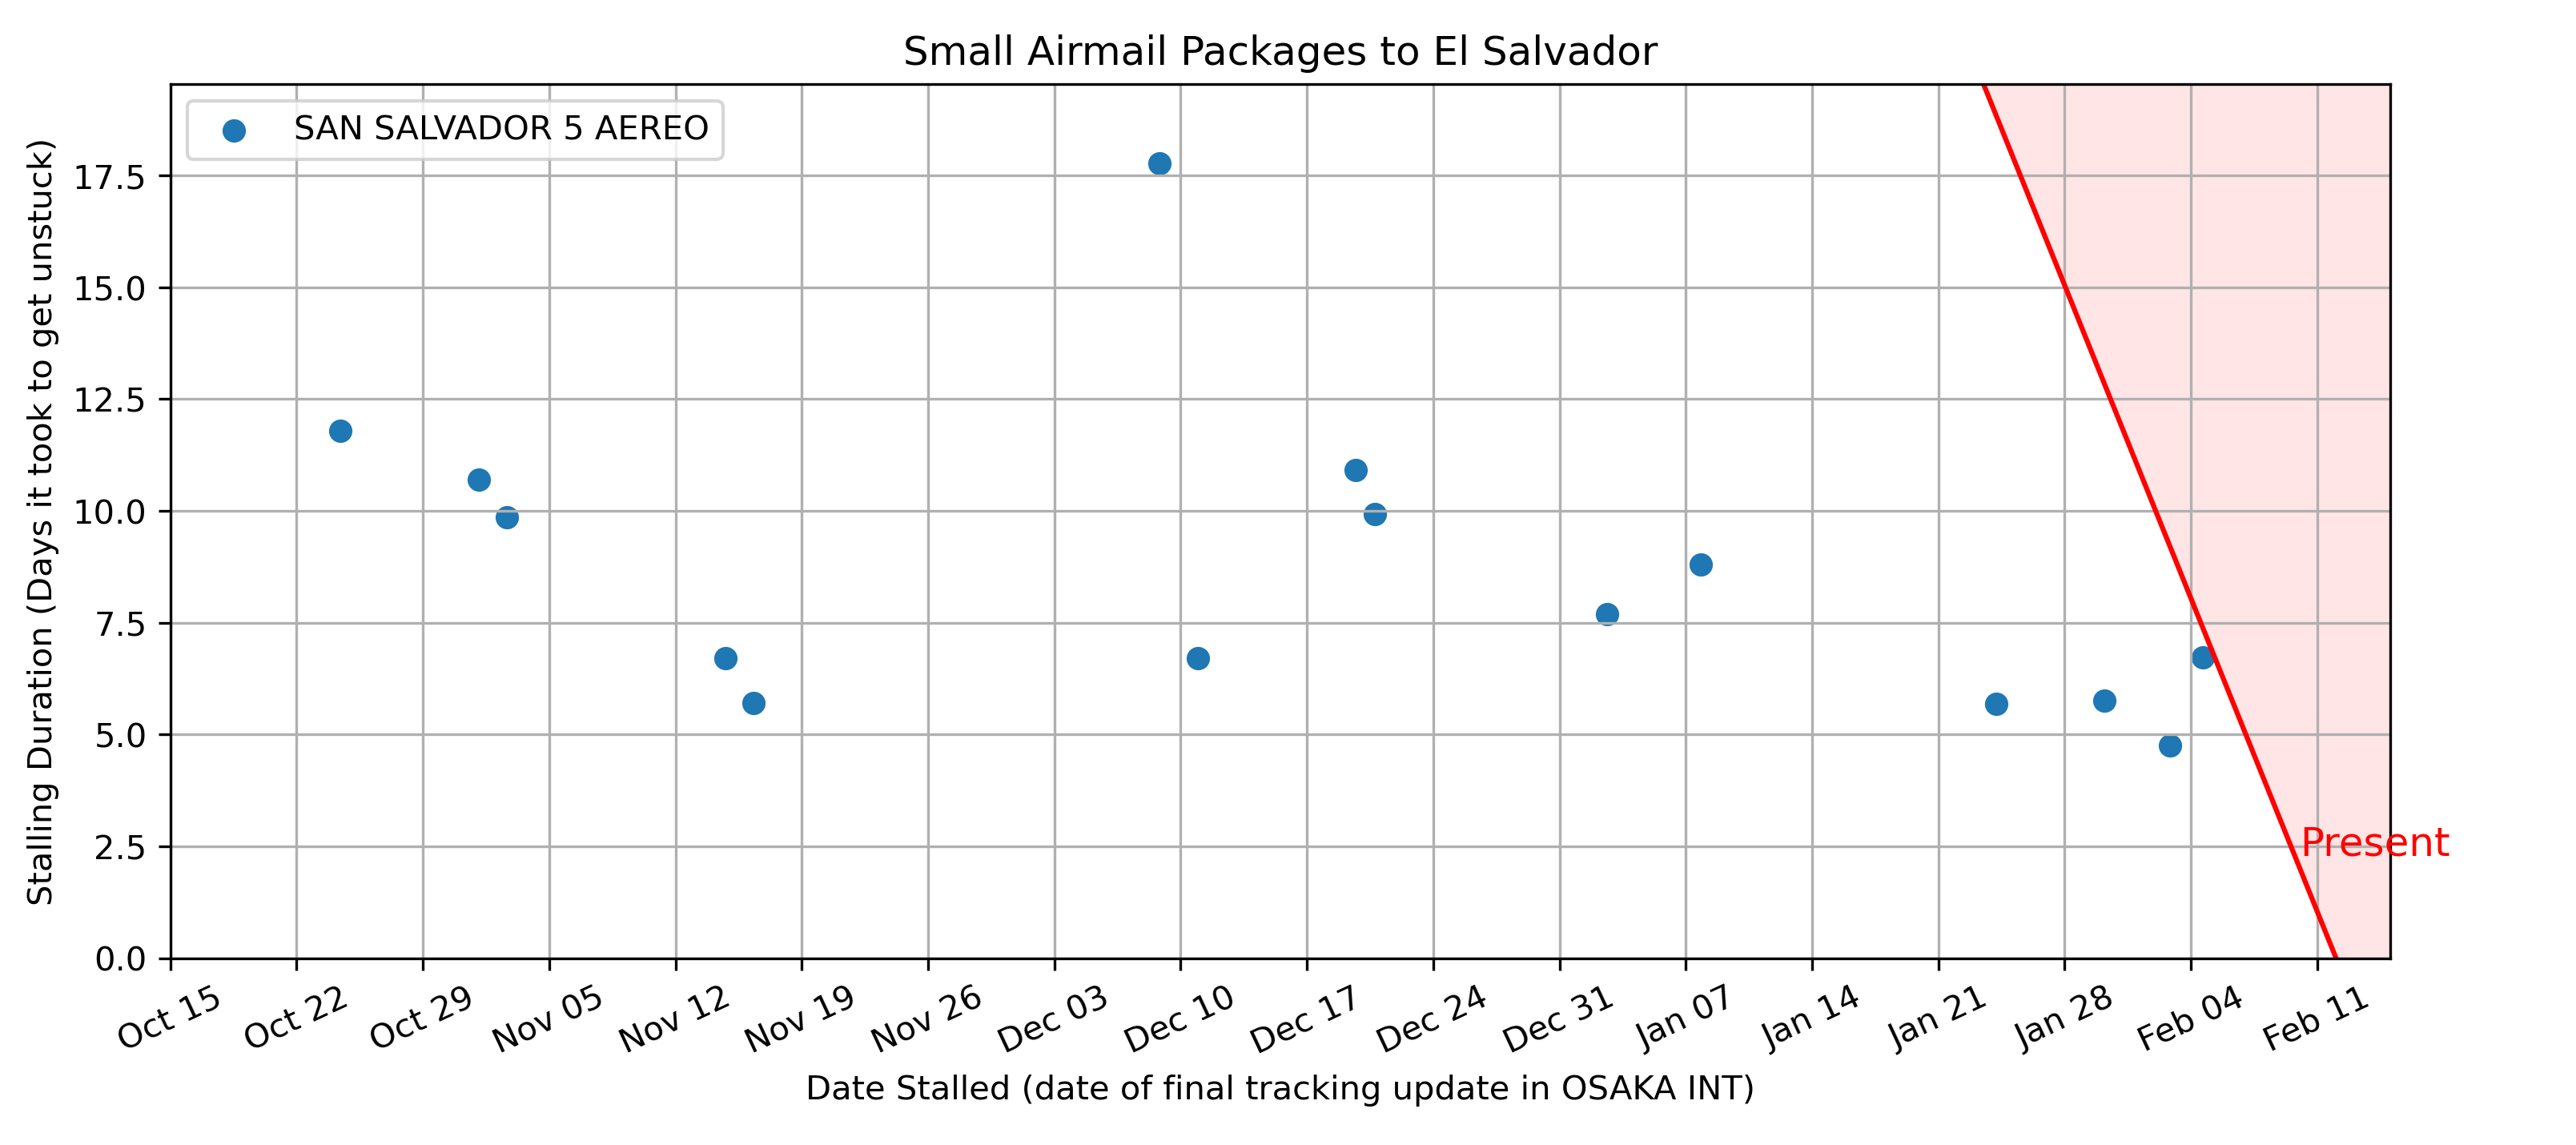 Small Airmail Packages to El Salvador
SAN SALVADOR 5 AEREO
Stalling Duration (Days it took to get unstuck)
17.5
15.0
12.5
10.0
7.5
5.0
2.5
0.0
Present
Oct 15
Oct 22
Oct 29
Nov 05
Nov 12
Nov 19
Nov 26
Dec 03
Dec 10
Dec 17
Dec 24
Dec 31
Jan 07
Jan 14
Jan 21
Jan 28
Feb 04
Feb 11
Date Stalled (date of final tracking update in OSAKA INT)